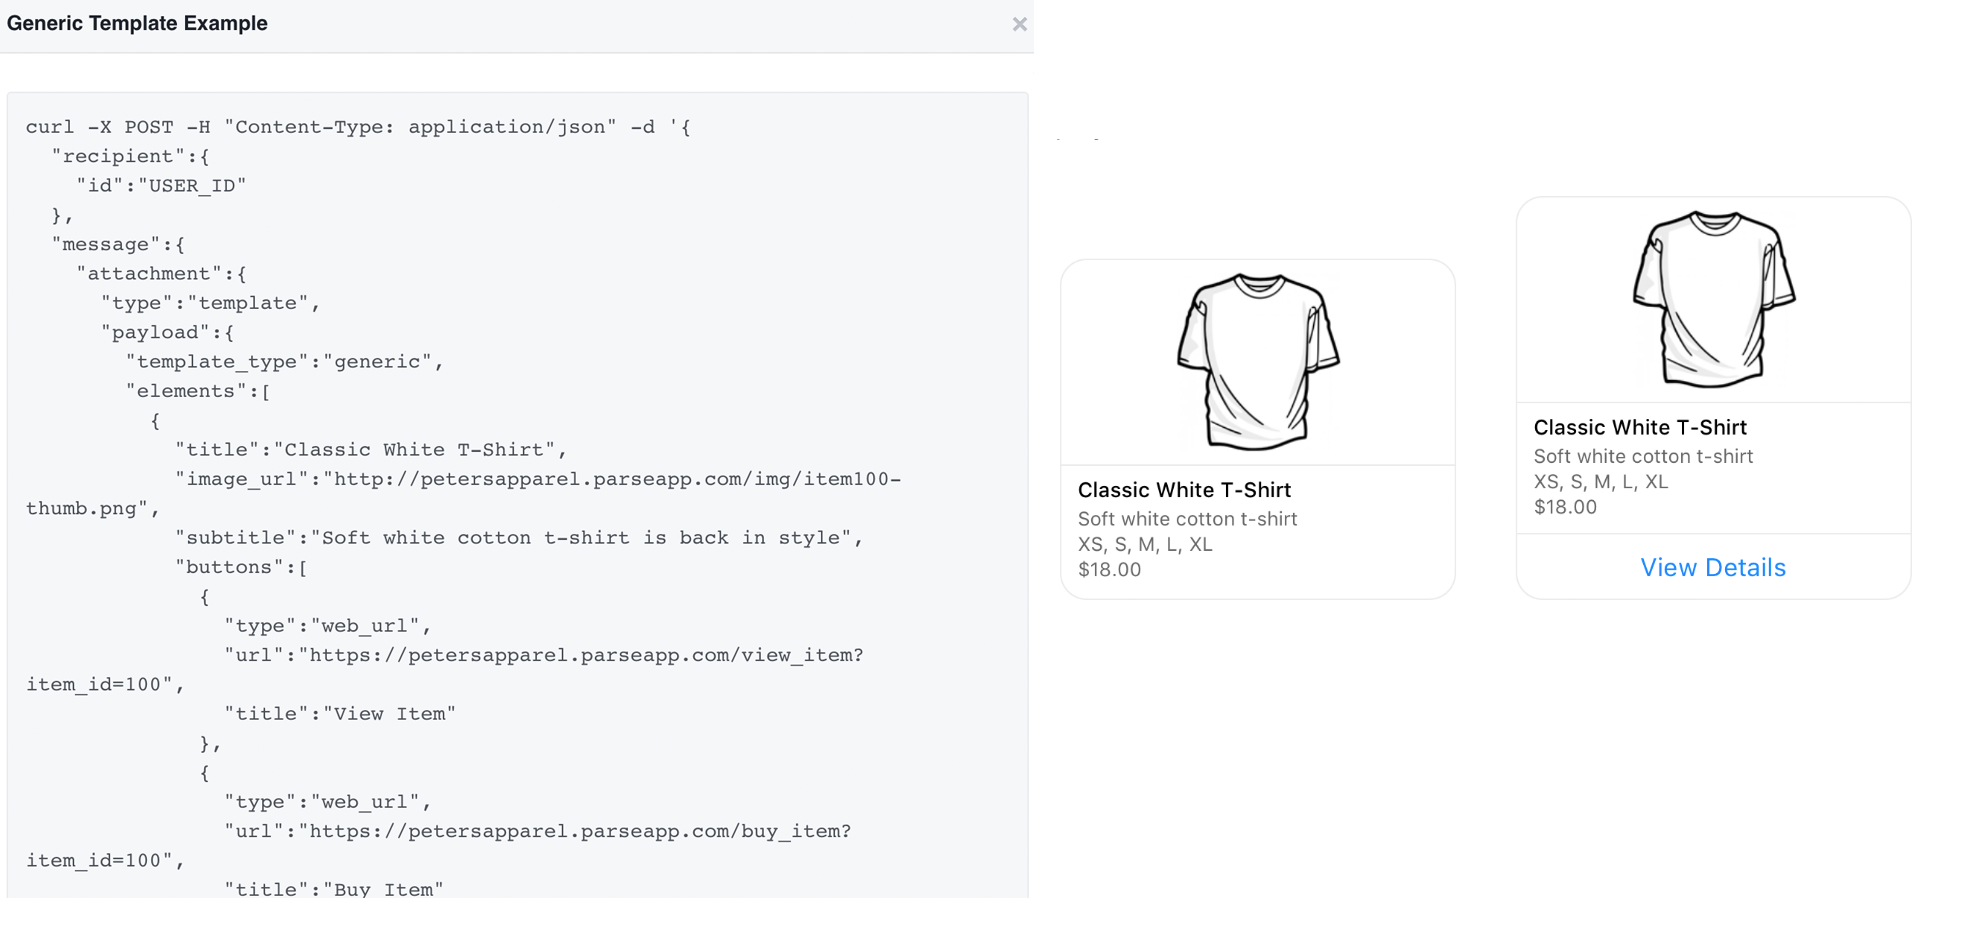 Generic Template Example ×
curl -X POST -H "Content-Type: application/json" -d '{
"recipient":{
"id":"USER_ID"
},
"message":{
"attachment":{
"type":"template",
"payload":{
"template_type":"generic",
"elements":[
{
"title":"Classic White T-Shirt",
"image_url":"http://petersapparel.parseapp.com/img/item100-
thumb.png",
"subtitle":"Soft white cotton t-shirt is back in style",
"buttons":[
{
"type":"web_url",
"url":"https://petersapparel.parseapp.com/view_item?
item_id=100",
"title":"View Item"
},
{
"type":"web_url",
"url":"https://petersapparel.parseapp.com/buy_item?
item_id=100",
"title":"Buy Item"
Classic White T-Shirt
Soft white cotton t-shirt
XS, S, M, L, XL
$18.00
Classic White T-Shirt
Soft white cotton t-shirt
XS, S, M, L, XL
$18.00
View Details